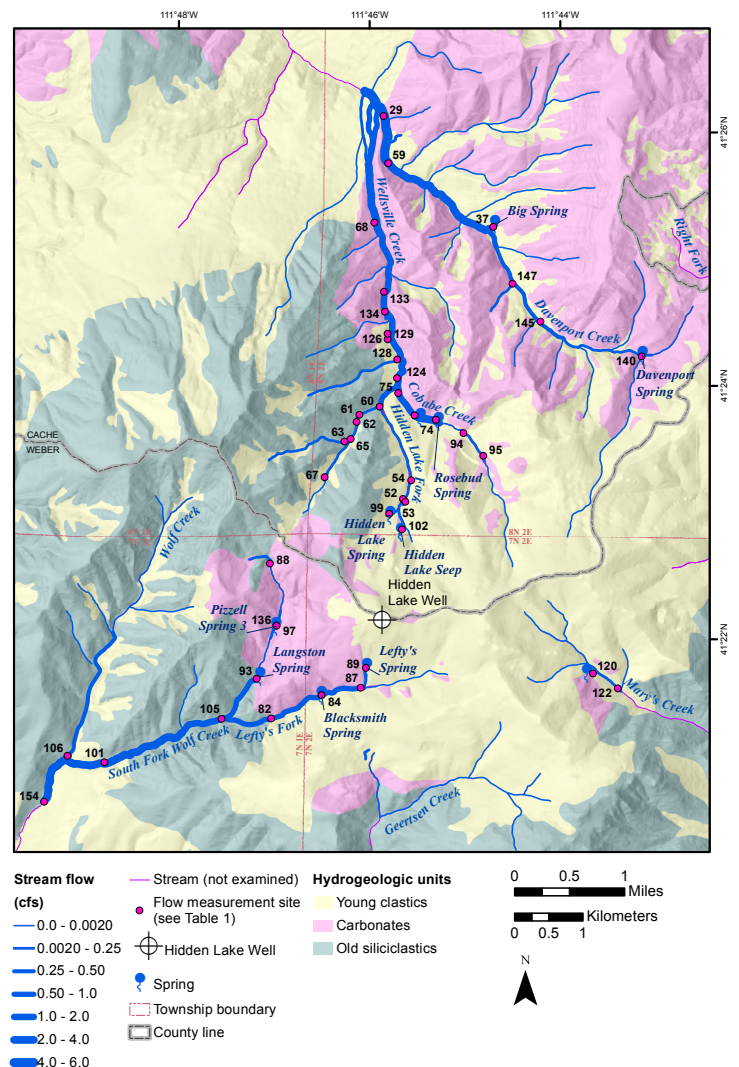 111°48'W
111°46'W
111°44'W
41°26'N
41°24'N
41°22'N
29
59
37
Big Spring
Wellsville Creek
68
Right Fork
147
133
134
145
Davenport Creek
129
126
128
140
Davenport
Spring
124
75
Cobabe Creek
60
61
62
Hidden Lake Fork
74
63
65
94
95
CACHE
WEBER
67
54
Rosebud
Spring
52
99
53
102
Hidden
Lake
Spring
Hidden
Lake Seep
8N 2E
7N 2E
Wolf Creek
88
Hidden
Lake Well
Pizzell
Spring 3
136
97
Langston
Spring
93
Lefty's
Spring
89
87
120
122
Mary's Creek
84
Blacksmith
Spring
105
82
Lefty's Fork
South Fork Wolf Creek
7N 1E
7N 2E
106
101
154
Geertsen Creek
Stream flow
(cfs)
0.0 - 0.0020
0.0020 - 0.25
0.25 - 0.50
0.50 - 1.0
1.0 - 2.0
2.0 - 4.0
4.0 - 6.0
Stream (not examined)
Flow measurement site
(see Table 1)
Hidden Lake Well
Spring
Township boundary
County line
Hydrogeologic units
Young clastics
Carbonates
Old siliciclastics
0 0.5 1
Miles
Kilometers
0 0.5 1
N